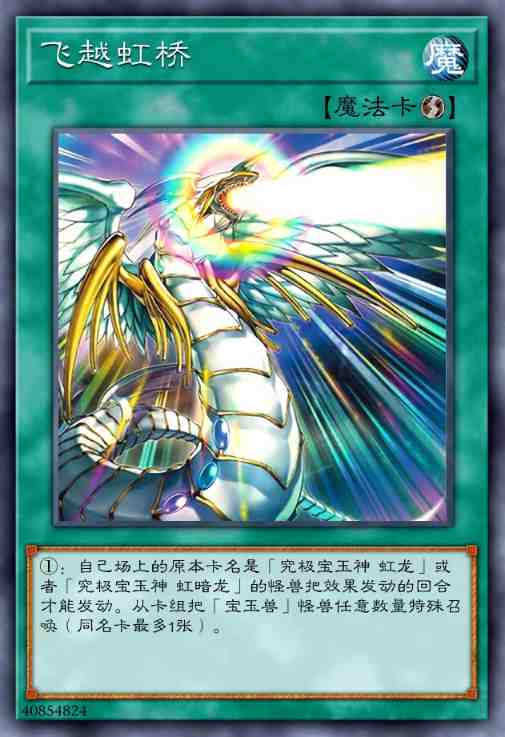 飞越虹桥
魔
【魔法卡】
①：自己场上的原本卡名是「究极宝玉神 虹龙」或
者「究极宝玉神 虹暗龙」的怪兽把效果发动的回合
才能发动。从卡组把「宝玉兽」怪兽任意数量特殊召
唤（同名卡最多1张）。
40854824